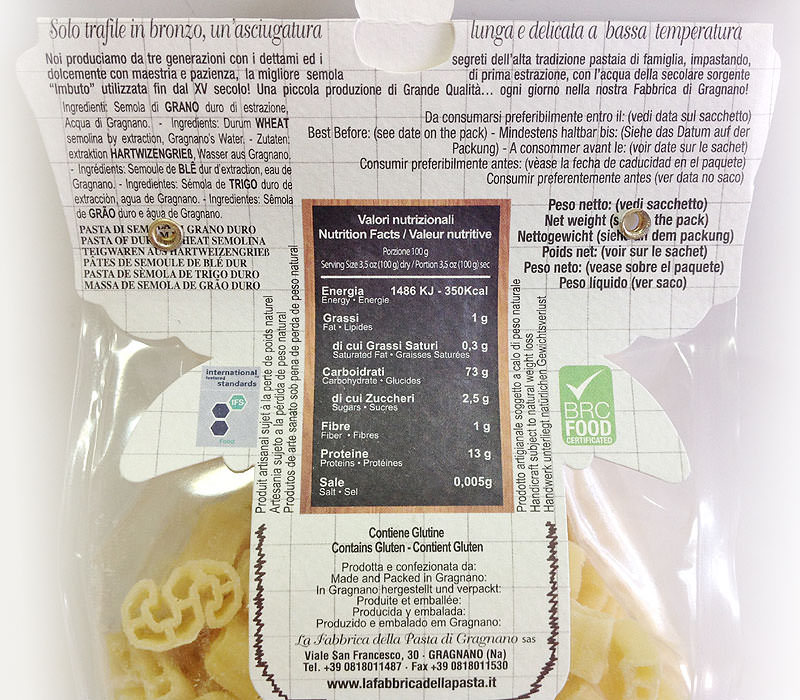 Solo trafile in bronzo, un'asciugatura lunga e delicata a bassa temperatura
Noi produciamo da tre generazioni con i dettami ed i segreti dell'alta tradizione pastaia di famiglia, impastando,
dolcemente con maestria e pazienza, la migliore semola di prima estrazione, con l'acqua della secolare sorgente
"Imbuto" utilizzata fin dal XV secolo! Una piccola produzione di Grande Qualità... ogni giorno nella nostra Fabbrica di Gragnano!
Ingredienti: Semola di GRANO duro di estrazione,
Acqua di Gragnano. - Ingredients: Durum WHEAT
semolina by extraction, Gragnano's Water. - Zutaten:
extraktion HARTWIZENGRIEß, Wasser aus Gragnano.
- Ingrédients: Semoule de BLÉ dur d'extraction, eau de
Gragnano. - Ingredientes: Sémola de TRIGO duro de
extracción, agua de Gragnano. - Ingredientes: Sêmola
de GRÃO duro e água de Gragnano.
PASTA DI GRANO DURO
PASTA OF WHEAT SEMOLINA
TEIGWAREN AUS HARTWEIZENGRIEß
PÂTES DE SEMOULE DE BLÉ DUR
PASTA DE SÈMOLA DE TRIGO DURO
MASSA DE SEMOLA DE GRÃO DURO
Da consumarsi preferibilmente entro il: (vedi data sul sacchetto)
Best Before: (see date on the pack) - Mindestens haltbar bis: (Siehe das Datum auf der
Packung) - A consommer avant le: (voir date sur le sachet)
Consumir preferibilmente antes: (vèase la fecha de caducidad en el paquete)
Consumir preferentemente antes (ver data no saco)
Peso netto: (vedi sacchetto)
Net weight the pack)
Nettogewicht dem packung)
Poids net: (voir sur le sachet)
Peso neto: (vease sobre el paquete)
Peso líquido (ver saco)
Valori nutrizionali
Nutrition Facts / Valeur nutritive
Porzione 100 g
Serving Size 3,5 oz (100 g) dry / Portion 3,5 oz (100 g) sec
Energia 1486 KJ - 350Kcal
Energy • Energie
Grassi 1 g
Fat • Lipides
di cui Grassi Saturi 0,3 g
Saturated Fat • Graisses Saturées
Carboidrati 73 g
Carbohydrate • Glucides
di cui Zuccheri 2,5 g
Sugars • Sucres
Fibre 1 g
Fiber • Fibres
Proteine 13 g
Proteins • Protéines
Sale 0,005g
Salt • Sel
Produit artisanal sujet à la perte de poids naturel
Artesania sujeto a la pérdida de peso natural
Produtos de arte sanato sob pena de perda de peso natural
Prodotto artigianale soggetto a calo di peso naturale
Handicraft subject to natural weight loss
Handwerk unterliegt natürlichen Gewichtsverlust.
international
featured
standards
IFS
Food
BRC
FOOD
CERTIFICATED
Contiene Glutine
Contains Gluten - Contient Gluten
Prodotta e confezionata da:
Made and Packed in Gragnano:
In Gragnano hergestellt und verpackt:
Produite et emballée:
Producida y embalada:
Produzido e embalado em Gragnano:
La Fabbrica della Pasta di Gragnano sas
Viale San Francesco, 30 - GRAGNANO (Na)
Tel. +39 0818011487 - Fax +39 0818011530
www.lafabbricadellapasta.it